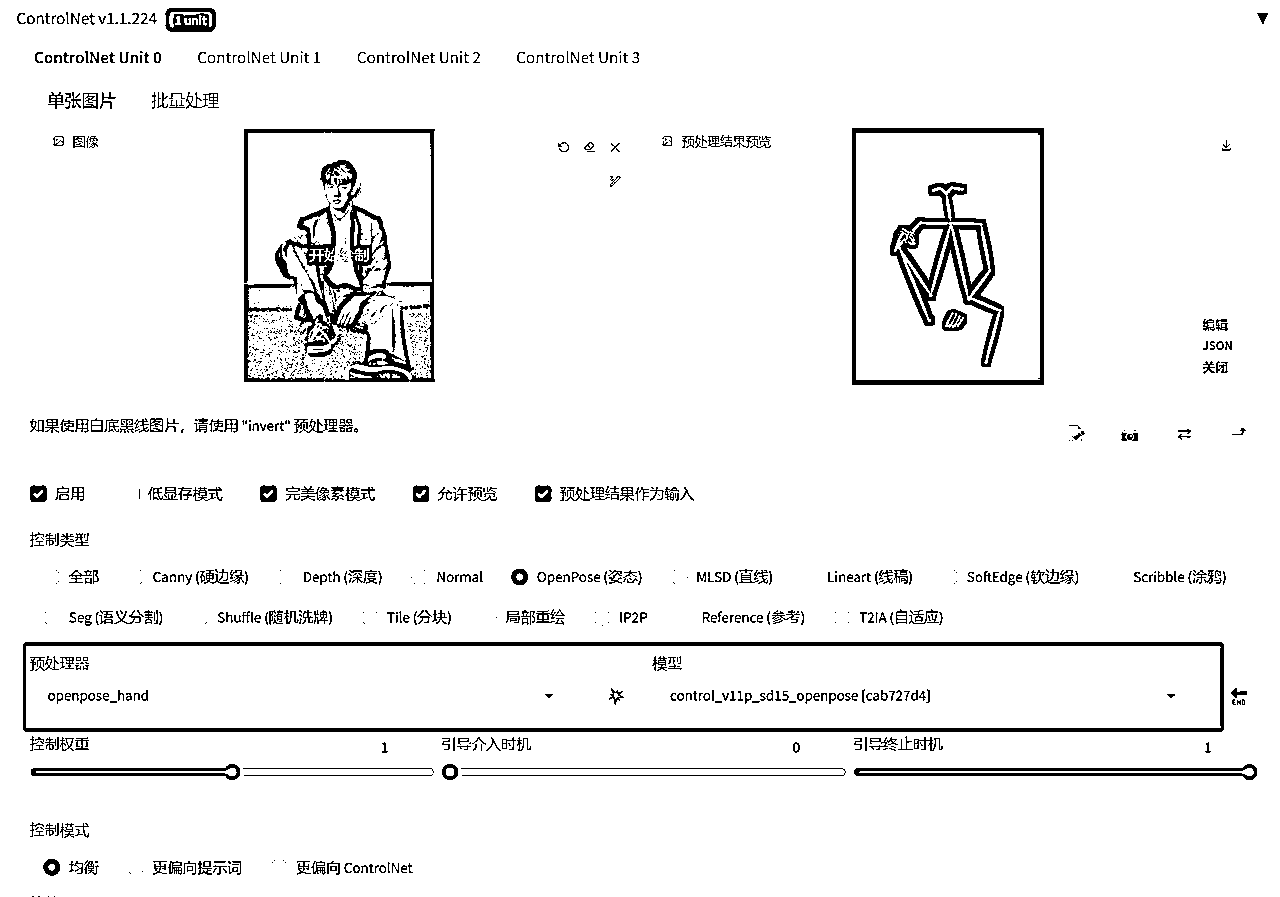 ControlNet v1.1.224 (1 unit)
ControlNet Unit 0 ControlNet Unit 1 ControlNet Unit 2 ControlNet Unit 3
单张图片 批量处理
图像 预处理结果预览
开始绘制
编辑
JSON
关闭
如果使用白底黑线图片，请使用 "invert" 预处理器。
启用 低显存模式 完美像素模式 允许预览 预处理结果作为输入
控制类型
全部 Canny (硬边缘) Depth (深度) Normal OpenPose (姿态) MLSD (直线) Lineart (线稿) SoftEdge (软边缘) Scribble (涂鸦)
Seg (语义分割) Shuffle (随机洗牌) Tile (分块) 局部重绘 IP2P Reference (参考) T2IA (自适应)
预处理器 模型
openpose_hand control_v11p_sd15_openpose [cab727d4]
END
控制权重 1 引导介入时机 0 引导终止时机 1
控制模式
均衡 更偏向提示词 更偏向 ControlNet